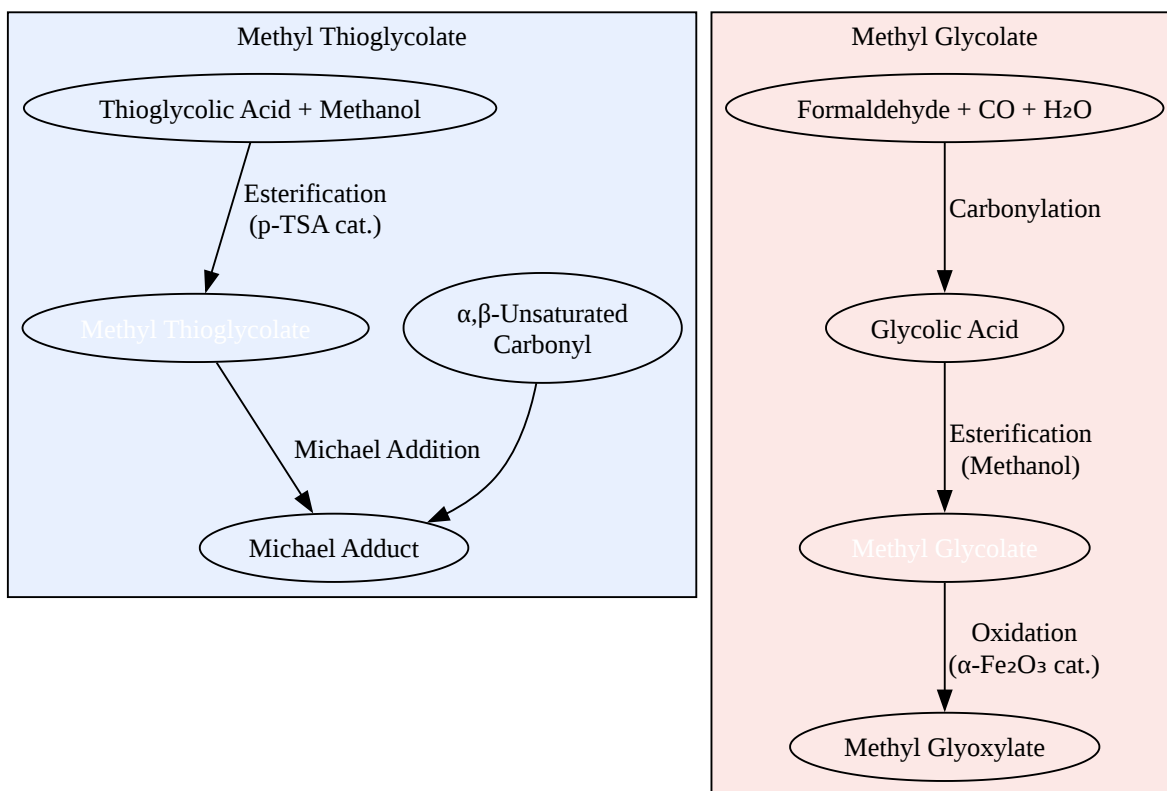 Methyl Thioglycolate
Thioglycolic Acid + Methanol
Esterification
(p-TSA cat.)
Methyl Thioglycolate
α,β-Unsaturated
Carbonyl
Michael Addition
Michael Adduct
Methyl Glycolate
Formaldehyde + CO + H₂O
Carbonylation
Glycolic Acid
Esterification
(Methanol)
Methyl Glycolate
Oxidation
(α-Fe₂O₃ cat.)
Methyl Glyoxylate